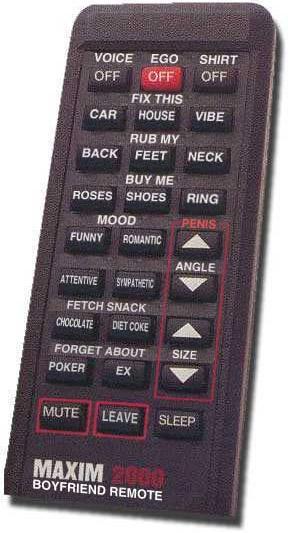 VOICE EGO SHIRT
OFF OFF OFF
FIX THIS
CAR HOUSE VIBE
RUB MY
BACK FEET NECK
BUY ME
ROSES SHOES RING
MOOD PENIS
FUNNY ROMANTIC
ANGLE
ATTENTIVE SYMPATHETIC
FETCH SNACK
CHOCOLATE DIET COKE
FORGET ABOUT SIZE
POKER EX
MUTE LEAVE SLEEP
MAXIM 2000
BOYFRIEND REMOTE